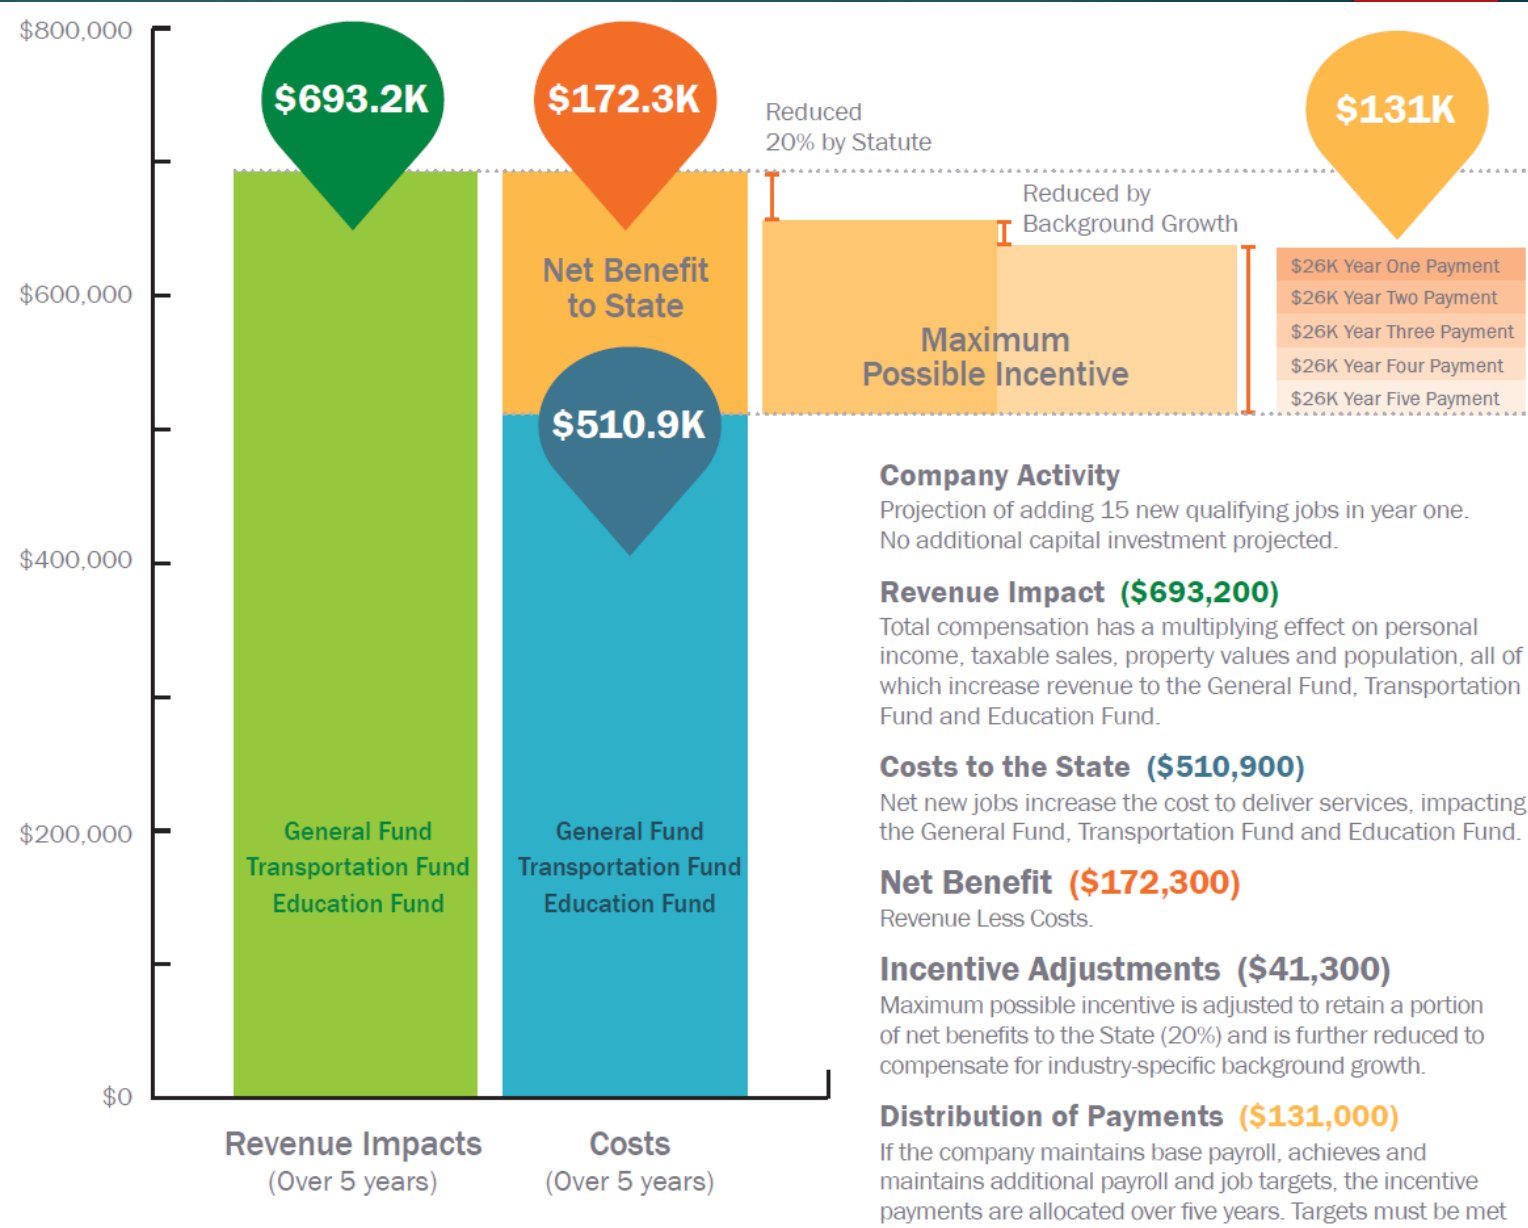 $800,000
$600,000
$400,000
$200,000
$0
$693.2K
General Fund
Transportation Fund
Education Fund
Revenue Impacts
(Over 5 years)
$172.3K
Net Benefit
to State
$510.9K
General Fund
Transportation Fund
Education Fund
Costs
(Over 5 years)
Reduced
20% by Statute
Reduced by
Background Growth
Maximum
Possible Incentive
$131K
$26K Year One Payment
$26K Year Two Payment
$26K Year Three Payment
$26K Year Four Payment
$26K Year Five Payment
Company Activity
Projection of adding 15 new qualifying jobs in year one.
No additional capital investment projected.
Revenue Impact ($693,200)
Total compensation has a multiplying effect on personal
income, taxable sales, property values and population, all of
which increase revenue to the General Fund, Transportation
Fund and Education Fund.
Costs to the State ($510,900)
Net new jobs increase the cost to deliver services, impacting
the General Fund, Transportation Fund and Education Fund.
Net Benefit ($172,300)
Revenue Less Costs.
Incentive Adjustments ($41,300)
Maximum possible incentive is adjusted to retain a portion
of net benefits to the State (20%) and is further reduced to
compensate for industry-specific background growth.
Distribution of Payments ($131,000)
If the company maintains base payroll, achieves and
maintains additional payroll and job targets, the incentive
payments are allocated over five years. Targets must be met